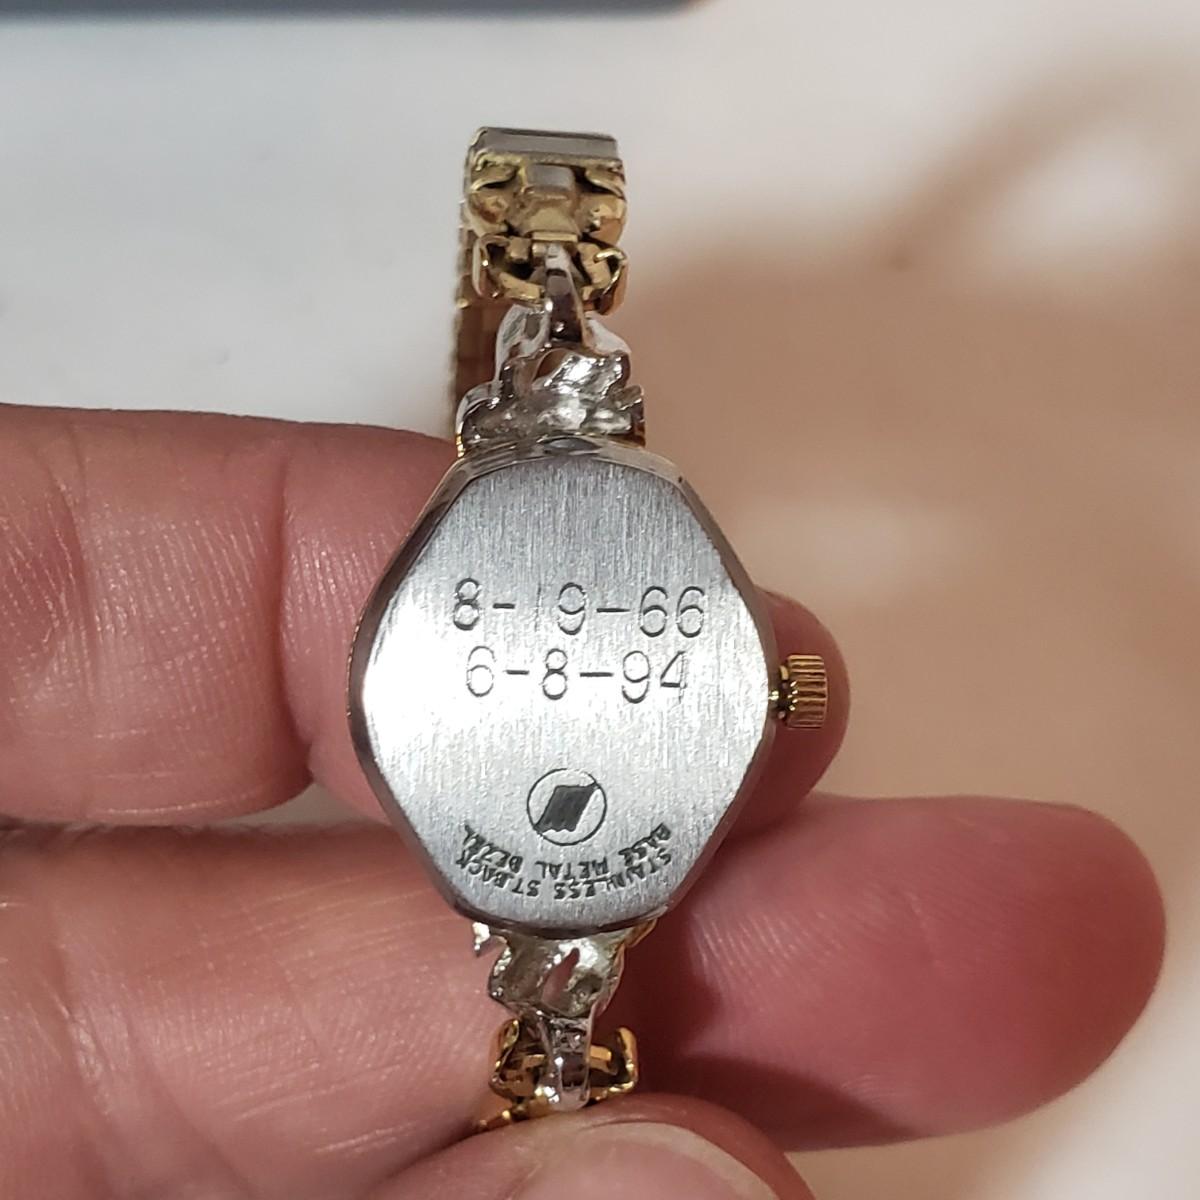 8-19-66
6-8-94
STAINLESS ST.BACK
BASE METAL BEZEL